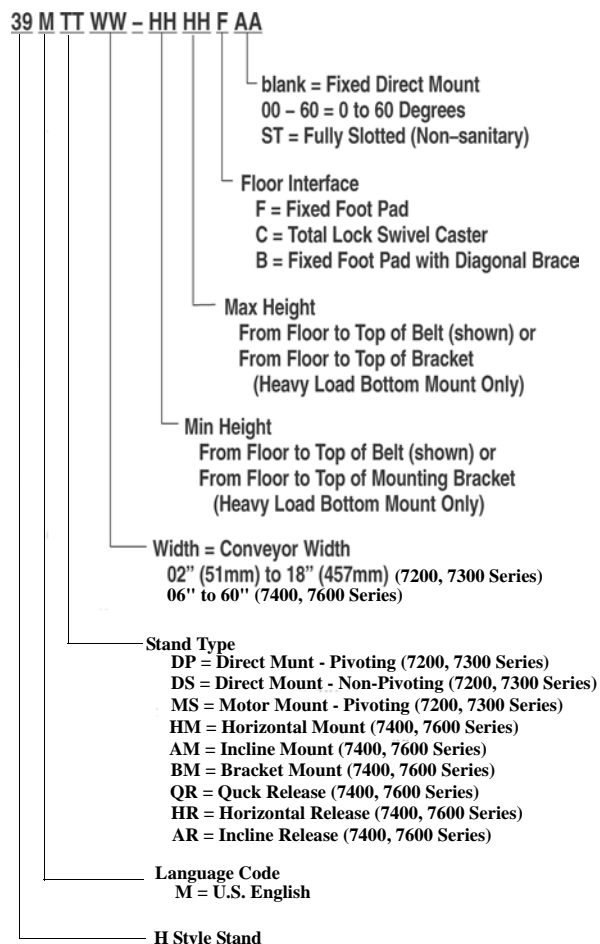 39 M TT WW – HH HH F AA
blank = Fixed Direct Mount
00 – 60 = 0 to 60 Degrees
ST = Fully Slotted (Non–sanitary)
Floor Interface
F = Fixed Foot Pad
C = Total Lock Swivel Caster
B = Fixed Foot Pad with Diagonal Brace
Max Height
From Floor to Top of Belt (shown) or
From Floor to Top of Bracket
(Heavy Load Bottom Mount Only)
Min Height
From Floor to Top of Belt (shown) or
From Floor to Top of Mounting Bracket
(Heavy Load Bottom Mount Only)
Width = Conveyor Width
02” (51mm) to 18” (457mm) (7200, 7300 Series)
06" to 60" (7400, 7600 Series)
Stand Type
DP = Direct Munt - Pivoting (7200, 7300 Series)
DS = Direct Mount - Non-Pivoting (7200, 7300 Series)
MS = Motor Mount - Pivoting (7200, 7300 Series)
HM = Horizontal Mount (7400, 7600 Series)
AM = Incline Mount (7400, 7600 Series)
BM = Bracket Mount (7400, 7600 Series)
QR = Quck Release (7400, 7600 Series)
HR = Horizontal Release (7400, 7600 Series)
AR = Incline Release (7400, 7600 Series)
Language Code
M = U.S. English
H Style Stand